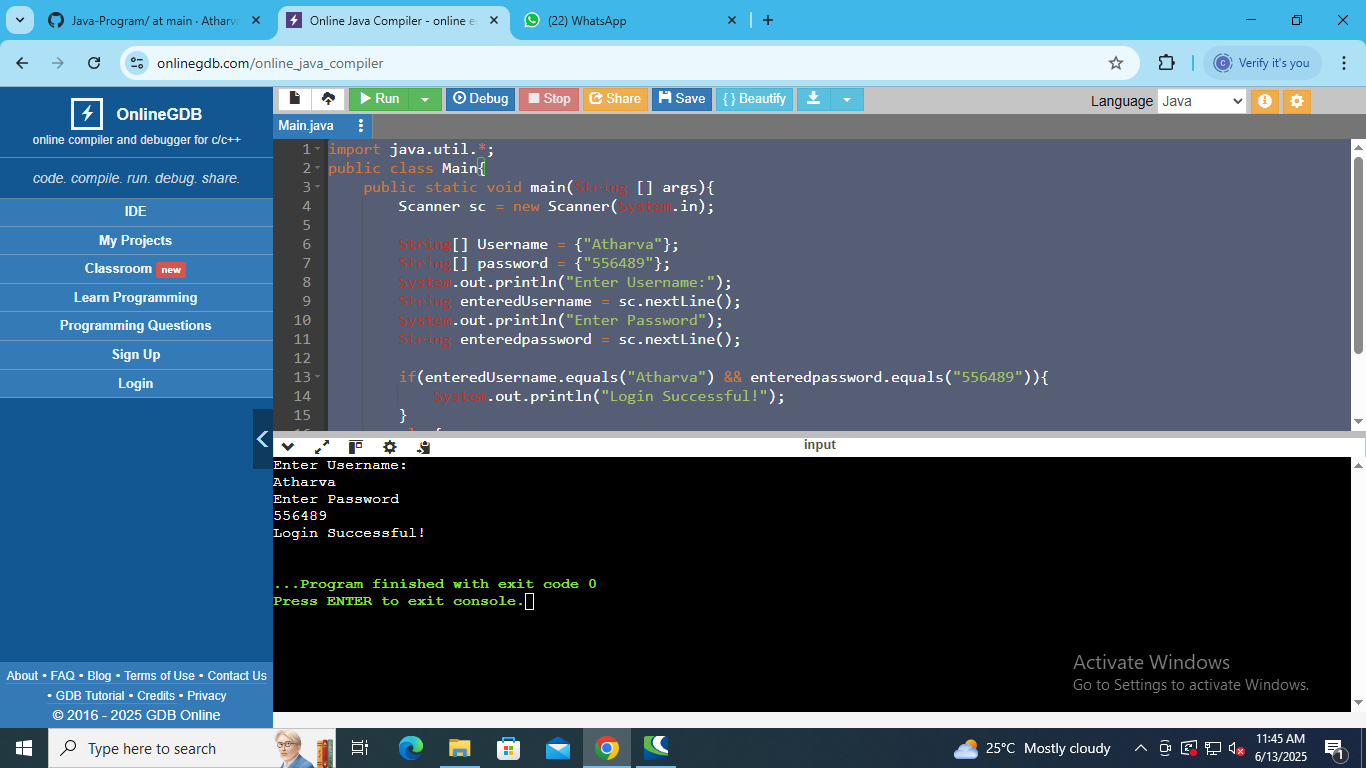 Java-Program/ at main · Atharva
Online Java Compiler - online e
(22) WhatsApp
onlinegdb.com/online_java_compiler
Verify it's you
OnlineGDB
online compiler and debugger for c/c++
code. compile. run. debug. share.
IDE
My Projects
Classroom new
Learn Programming
Programming Questions
Sign Up
Login
About • FAQ • Blog • Terms of Use • Contact Us
• GDB Tutorial • Credits • Privacy
© 2016 - 2025 GDB Online
Run Debug Stop Share Save { } Beautify
Language Java
Main.java
1 import java.util.*;
2 public class Main{
3 public static void main(String [] args){
4 Scanner sc = new Scanner(System.in);
5
6 String[] Username = {"Atharva"};
7 String[] password = {"556489"};
8 System.out.println("Enter Username:");
9 String enteredUsername = sc.nextLine();
10 System.out.println("Enter Password");
11 String enteredpassword = sc.nextLine();
12
13 if(enteredUsername.equals("Atharva") && enteredpassword.equals("556489")){
14 System.out.println("Login Successful!");
15 }
input
Enter Username:
Atharva
Enter Password
556489
Login Successful!
...Program finished with exit code 0
Press ENTER to exit console.
Activate Windows
Go to Settings to activate Windows.
Type here to search
25°C Mostly cloudy
11:45 AM
6/13/2025
1